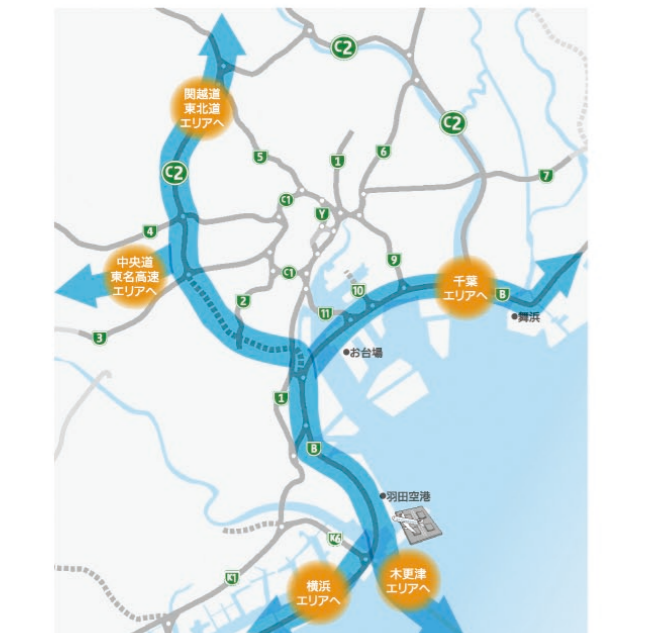 C2
関越道
東北道
エリアへ
C2
5
1
6
C2
7
C1
Y
4
9
中央道
東名高速
エリアへ
C1
千葉
エリアへ
10
B
2
11
舞浜
3
お台場
1
B
羽田空港
K6
K1
横浜
エリアへ
木更津
エリアへ